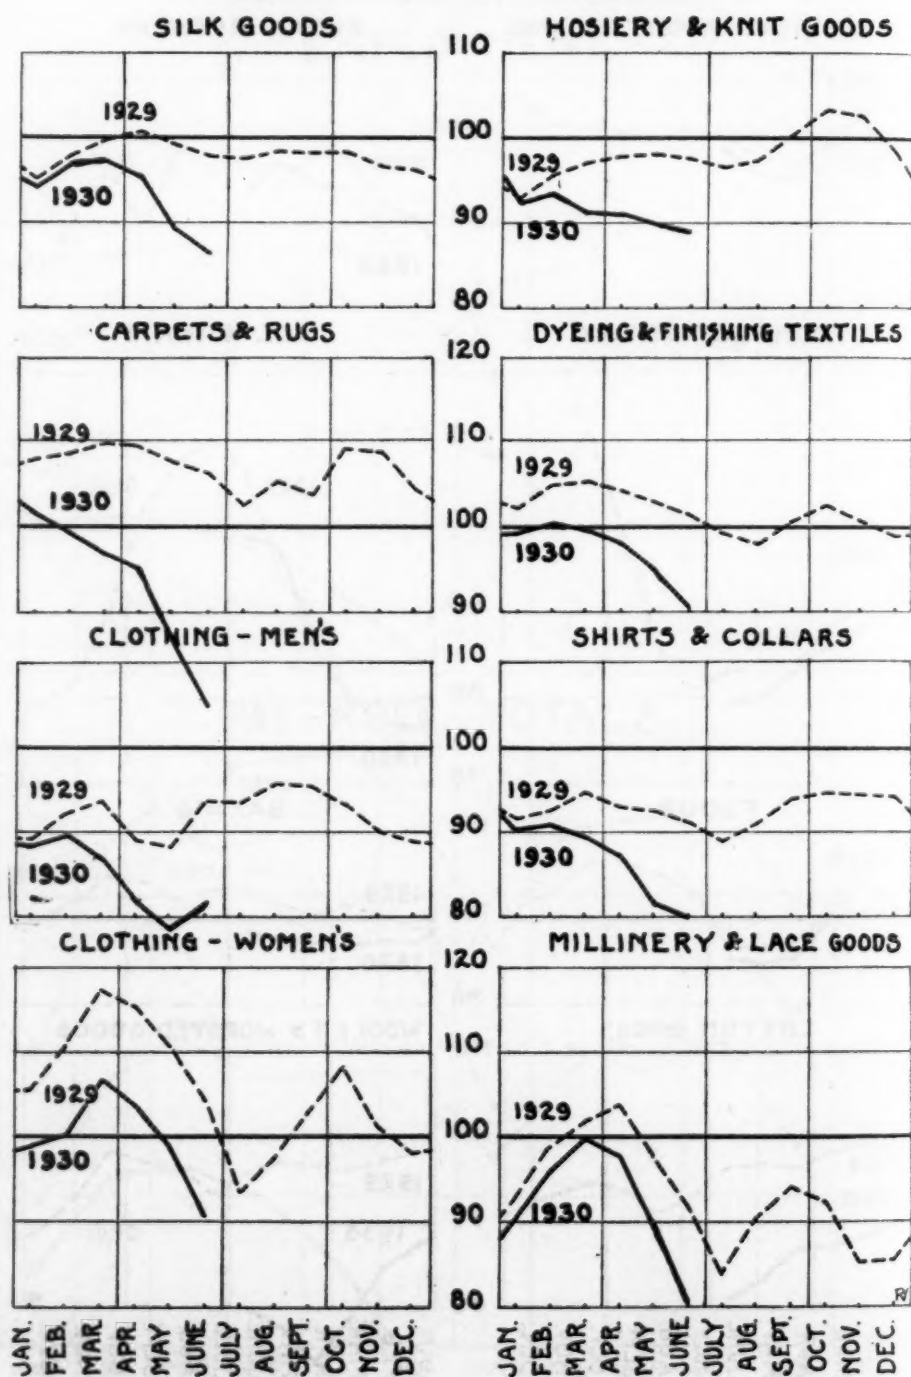 SILK GOODS
HOSIERY & KNIT GOODS
110
1929
100
1930
90
80
1929
1930
CARPETS & RUGS
DYEING & FINISHING TEXTILES
120
1929
110
1930
100
90
1929
1930
CLOTHING - MEN'S
SHIRTS & COLLARS
110
100
1929
90
1930
80
1929
1930
CLOTHING - WOMEN'S
MILLINERY & LACE GOODS
120
110
1929
100
1930
90
80
1929
1930
JAN.
FEB.
MAR.
APR.
MAY
JUNE
JULY
AUG.
SEPT.
OCT.
NOV.
DEC.
JAN.
FEB.
MAR.
APR.
MAY
JUNE
JULY
AUG.
SEPT.
OCT.
NOV.
DEC.